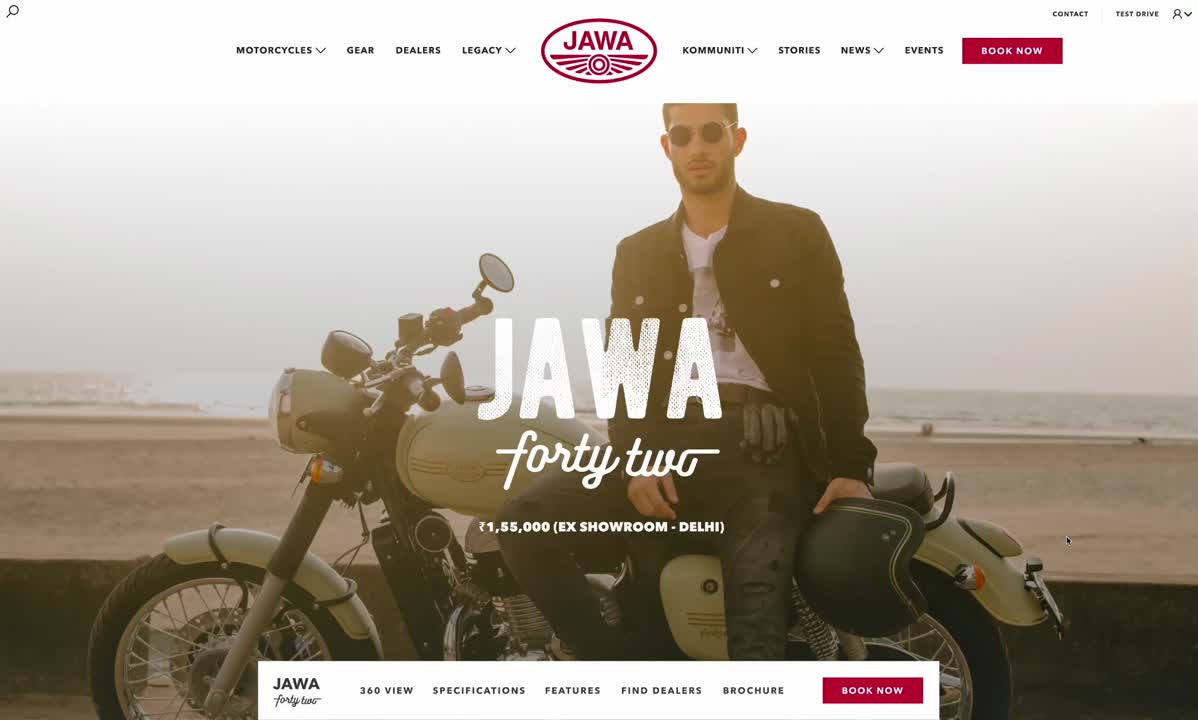 CONTACT
TEST DRIVE
MOTORCYCLES
GEAR
DEALERS
LEGACY
JAWA
KOMMUNITI
STORIES
NEWS
EVENTS
BOOK NOW
JAWA
forty two
₹1,55,000 (EX SHOWROOM - DELHI)
JAWA
forty two
360 VIEW
SPECIFICATIONS
FEATURES
FIND DEALERS
BROCHURE
BOOK NOW